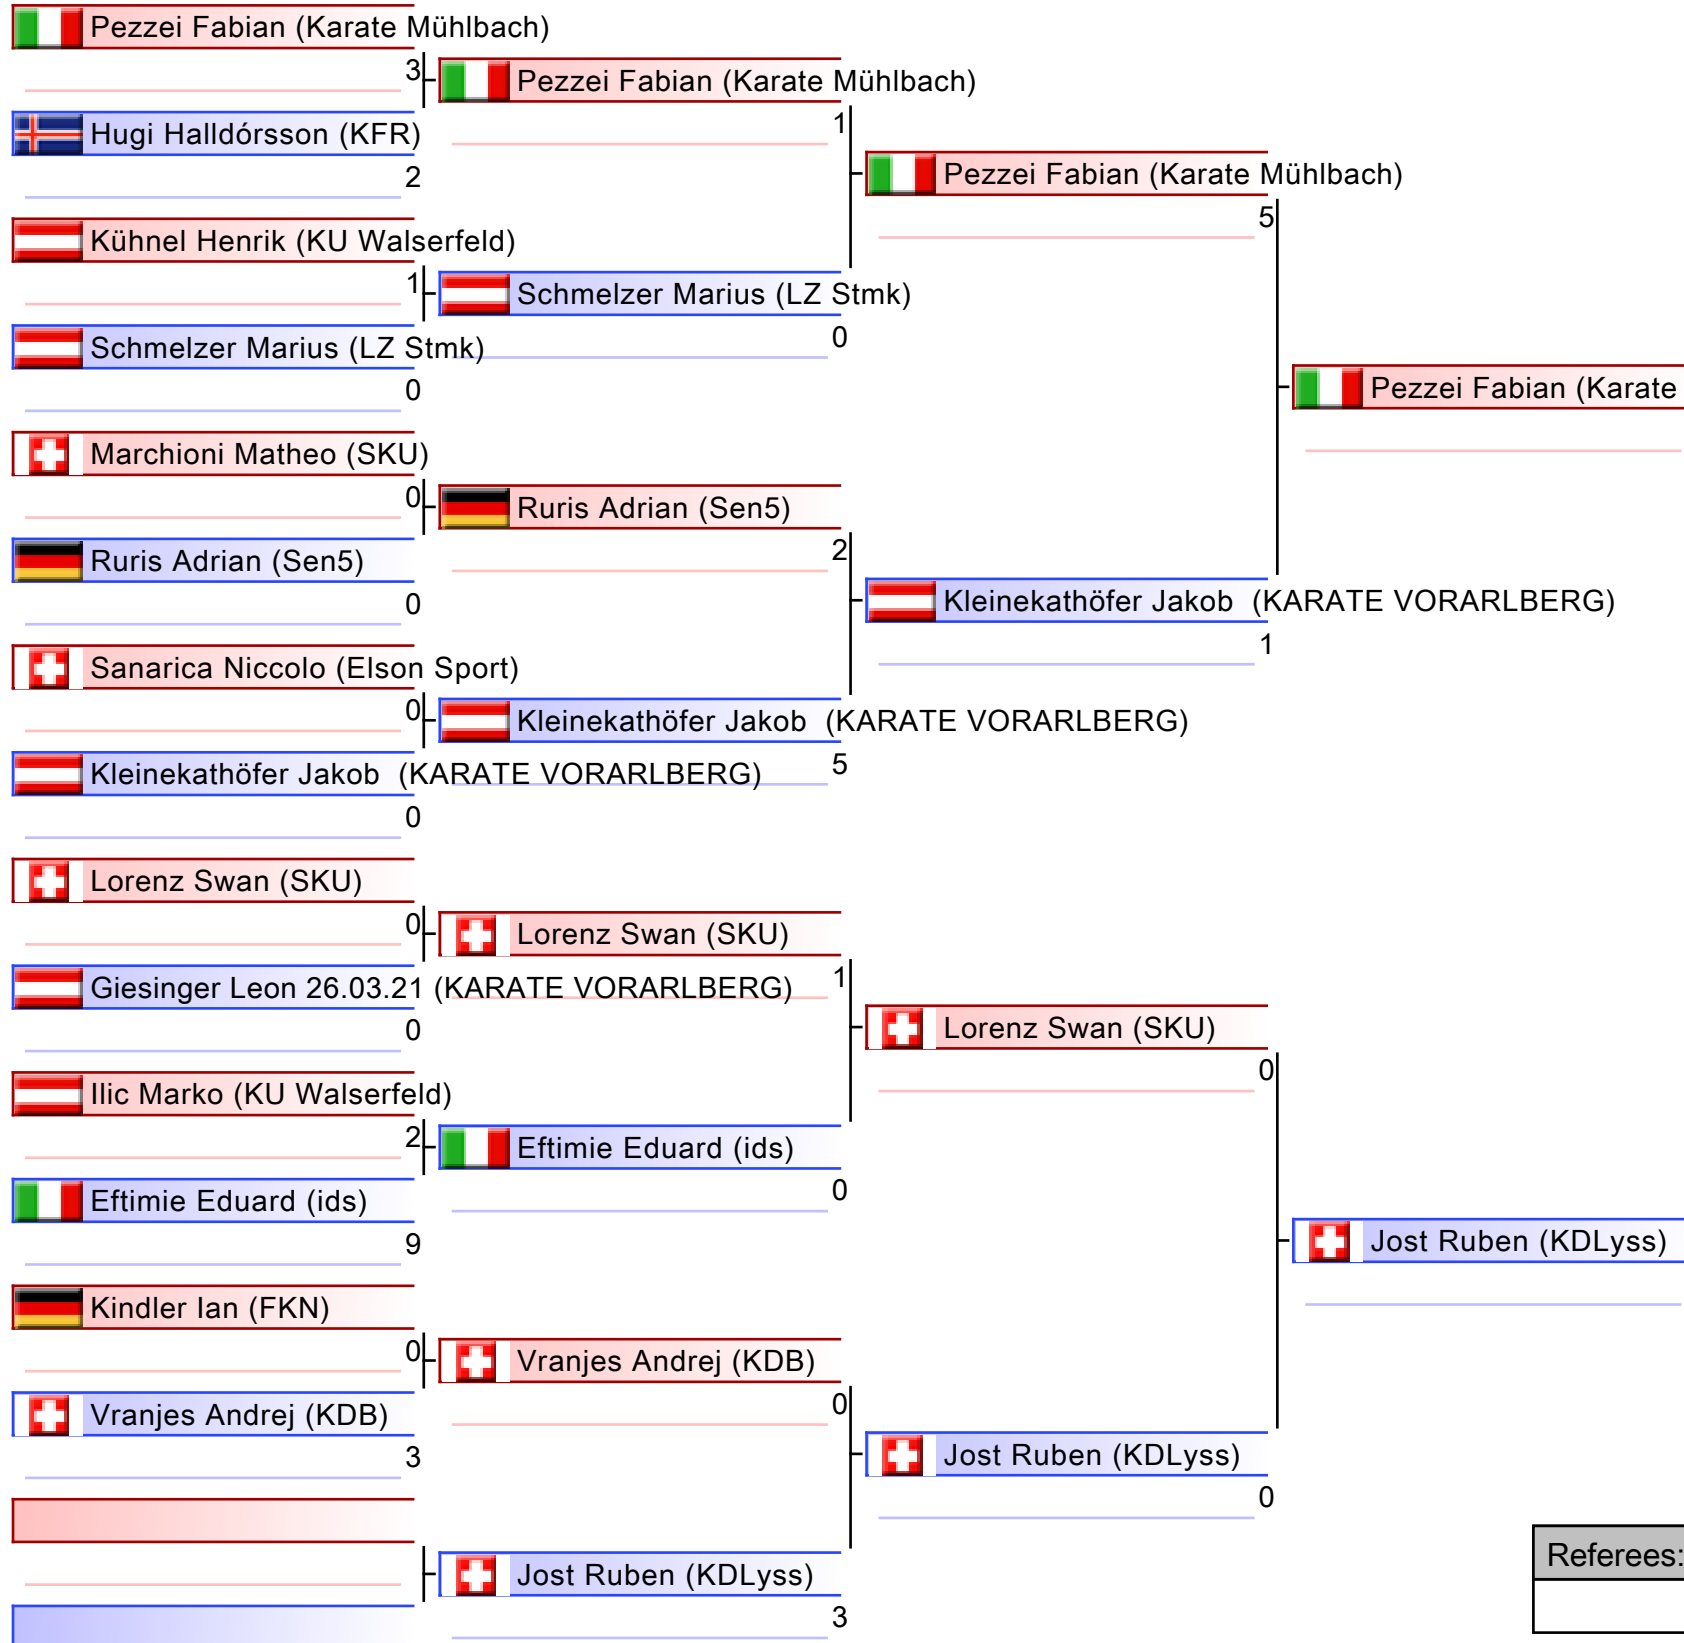 Pezzei Fabian (Karate Mühlbach)
3
Pezzei Fabian (Karate Mühlbach)
1
Hugi Halldórsson (KFR)
2
Pezzei Fabian (Karate Mühlbach)
5
Kühnel Henrik (KU Walserfeld)
1
Schmelzer Marius (LZ Stmk)
0
Schmelzer Marius (LZ Stmk)
0
Pezzei Fabian (Karate
Marchioni Matheo (SKU)
0
Ruris Adrian (Sen5)
2
Ruris Adrian (Sen5)
0
Kleinekathöfer Jakob (KARATE VORARLBERG)
1
Sanarica Niccolo (Elson Sport)
0
Kleinekathöfer Jakob (KARATE VORARLBERG)
5
Kleinekathöfer Jakob (KARATE VORARLBERG)
0
Lorenz Swan (SKU)
0
Lorenz Swan (SKU)
1
Giesinger Leon 26.03.21 (KARATE VORARLBERG)
0
Lorenz Swan (SKU)
0
Ilic Marko (KU Walserfeld)
2
Eftimie Eduard (ids)
0
Eftimie Eduard (ids)
9
Jost Ruben (KDLyss)
Kindler Ian (FKN)
0
Vranjes Andrej (KDB)
0
Vranjes Andrej (KDB)
3
Jost Ruben (KDLyss)
0
Jost Ruben (KDLyss)
3
Referees: